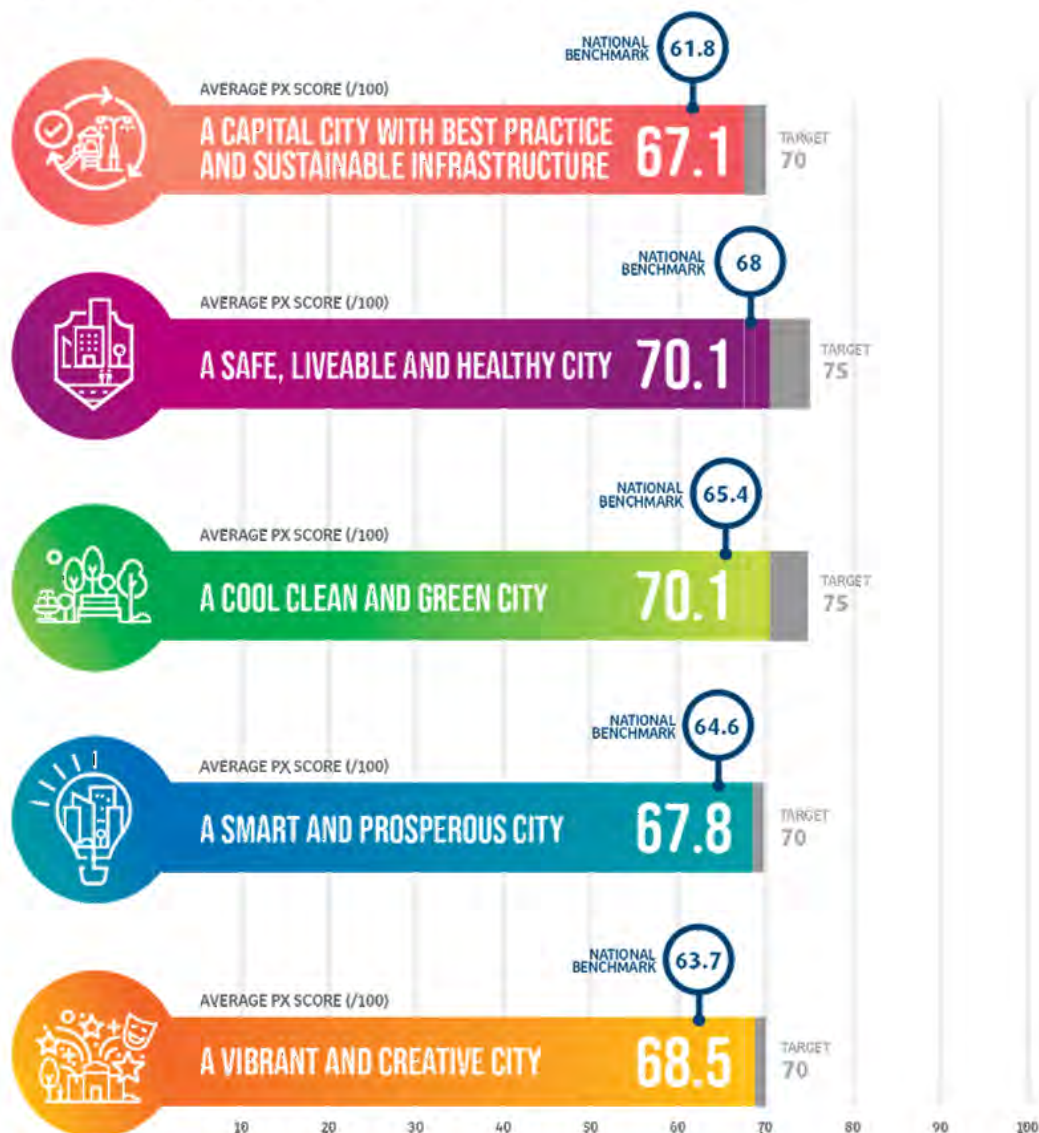 NATIONAL
BENCHMARK
61.8
AVERAGE PX SCORE (/100)
A CAPITAL CITY WITH BEST PRACTICE
AND SUSTAINABLE INFRASTRUCTURE
67.1
TARGET
70
NATIONAL
BENCHMARK
68
AVERAGE PX SCORE (/100)
A SAFE, LIVEABLE AND HEALTHY CITY
70.1
TARGET
75
NATIONAL
BENCHMARK
65.4
AVERAGE PX SCORE (/100)
A COOL CLEAN AND GREEN CITY
70.1
TARGET
75
NATIONAL
BENCHMARK
64.6
AVERAGE PX SCORE (/100)
A SMART AND PROSPEROUS CITY
67.8
TARGET
70
NATIONAL
BENCHMARK
63.7
AVERAGE PX SCORE (/100)
A VIBRANT AND CREATIVE CITY
68.5
TARGET
70
10 20 30 40 50 60 70 80 90 100